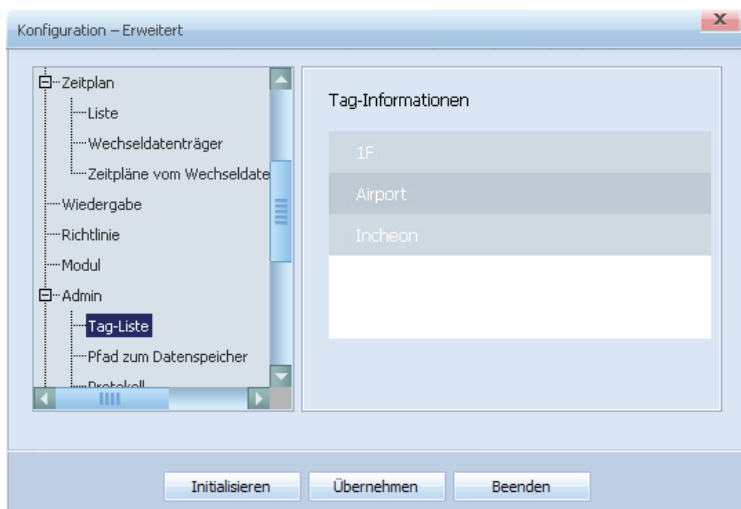 Konfiguration – Erweitert
Zeitplan
Liste
Wechseldatenträger
Zeitpläne vom Wechseldate
Wiedergabe
Richtlinie
Modul
Admin
Tag-Liste
Pfad zum Datenspeicher
Protokoll
Tag-Informationen
1F
Airport
Incheon
Initialisieren
Übernehmen
Beenden